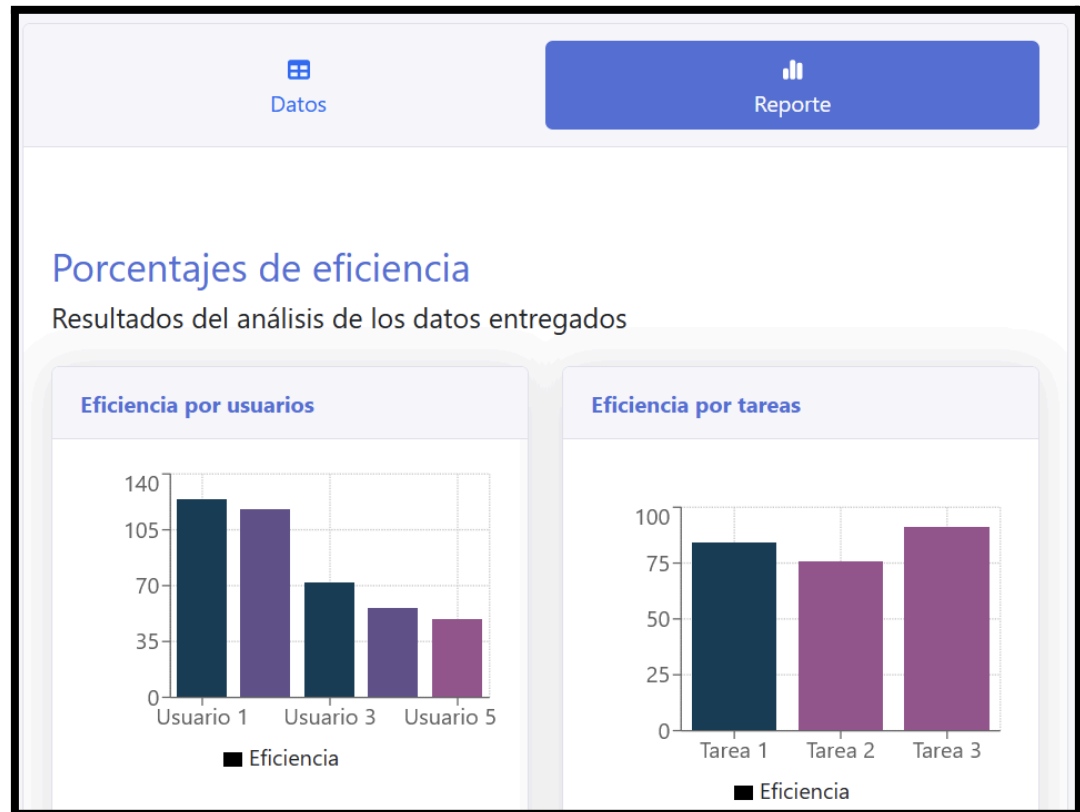 Datos
Reporte
Porcentajes de eficiencia
Resultados del análisis de los datos entregados
Eficiencia por usuarios
140
105
70
35
0
Usuario 1 Usuario 3 Usuario 5
Eficiencia
Eficiencia por tareas
100
75
50
25
0
Tarea 1 Tarea 2 Tarea 3
Eficiencia